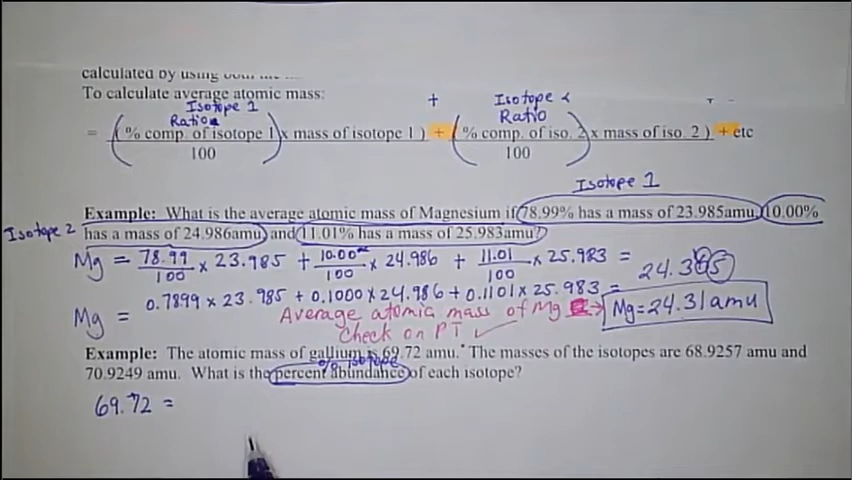 calculated by using
To calculate average atomic mass:
Isotope 1 + Isotope 2
Ratio Ratio
= ( % comp. of isotope 1 x mass of isotope 1 ) + ( % comp. of iso. 2 x mass of iso. 2 ) + etc
100 100
Isotope 1
Example: What is the average atomic mass of Magnesium if 78.99% has a mass of 23.985amu, 10.00%
Isotope 2 has a mass of 24.986amu and 11.01% has a mass of 25.983amu?
Mg = 78.99/100 x 23.985 + 10.00/100 x 24.986 + 11.01/100 x 25.983 =
24.305
Mg = 0.7899 x 23.985 + 0.1000 x 24.986 + 0.1101 x 25.983 =
Average atomic mass of Mg → Mg = 24.31amu
Check on PT ✓
Example: The atomic mass of gallium is 69.72 amu. The masses of the isotopes are 68.9257 amu and
% isotope
70.9249 amu. What is the percent abundance of each isotope?
69.72 =